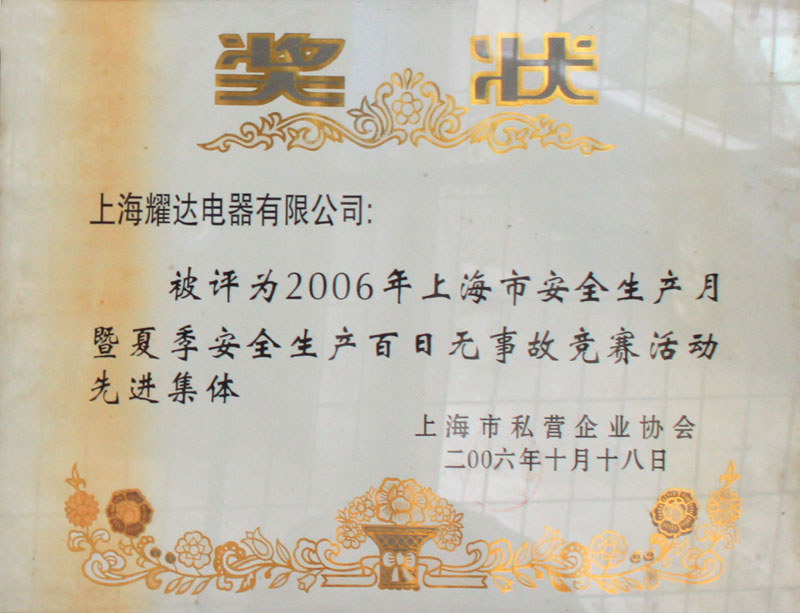 奖状
上海耀达电器有限公司:
被评为2006年上海市安全生产月
暨夏季安全生产百日无事故竞赛活动
先进集体
上海市私营企业协会
二00六年十月十八日